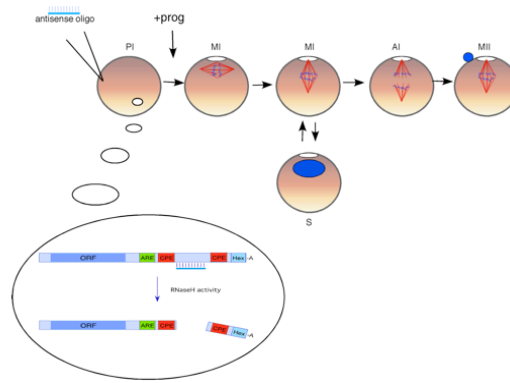 +prog
antisense oligo
PI MI MI AI MII
S
ORF ARE CPE CPE Hex -A
RNaseH activity
ORF ARE CPE
CPE Hex -A